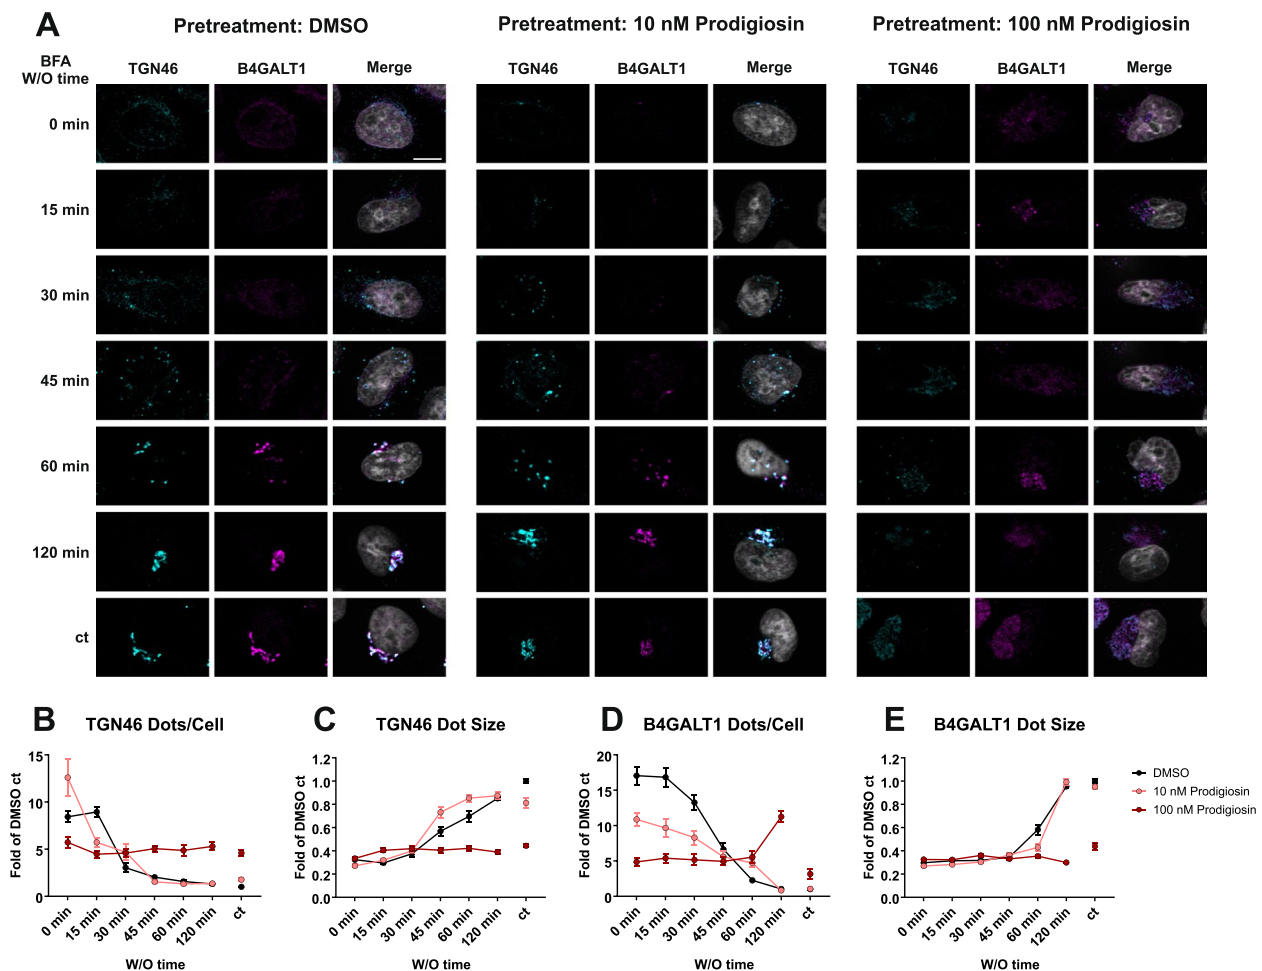 A
Pretreatment: DMSO
Pretreatment: 10 nM Prodigiosin
Pretreatment: 100 nM Prodigiosin
BFA
W/O time
TGN46 B4GALT1 Merge
TGN46 B4GALT1 Merge
TGN46 B4GALT1 Merge
0 min
15 min
30 min
45 min
60 min
120 min
ct
B TGN46 Dots/Cell
Fold of DMSO ct
15
10
5
0
0 min 15 min 30 min 45 min 60 min 120 min ct
W/O time
C TGN46 Dot Size
Fold of DMSO ct
1.2
1.0
0.8
0.6
0.4
0.2
0.0
0 min 15 min 30 min 45 min 60 min 120 min ct
W/O time
D B4GALT1 Dots/Cell
Fold of DMSO ct
20
15
10
5
0
0 min 15 min 30 min 45 min 60 min 120 min ct
W/O time
E B4GALT1 Dot Size
Fold of DMSO ct
1.2
1.0
0.8
0.6
0.4
0.2
0.0
0 min 15 min 30 min 45 min 60 min 120 min ct
W/O time
DMSO
10 nM Prodigiosin
100 nM Prodigiosin